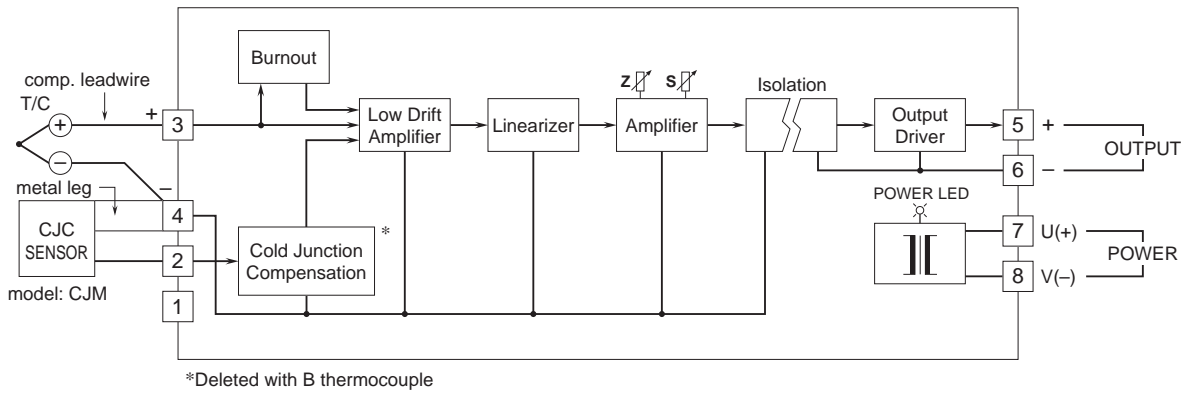 Burnout
comp. leadwire
T/C
+
+
3
–
–
metal leg
4
CJC
SENSOR
2
model: CJM
1
Low Drift
Amplifier
Linearizer
Z
S
Amplifier
Isolation
Output
Driver
5 +
6 –
OUTPUT
POWER LED
7 U(+)
8 V(–)
POWER
Cold Junction
Compensation
*
*Deleted with B thermocouple